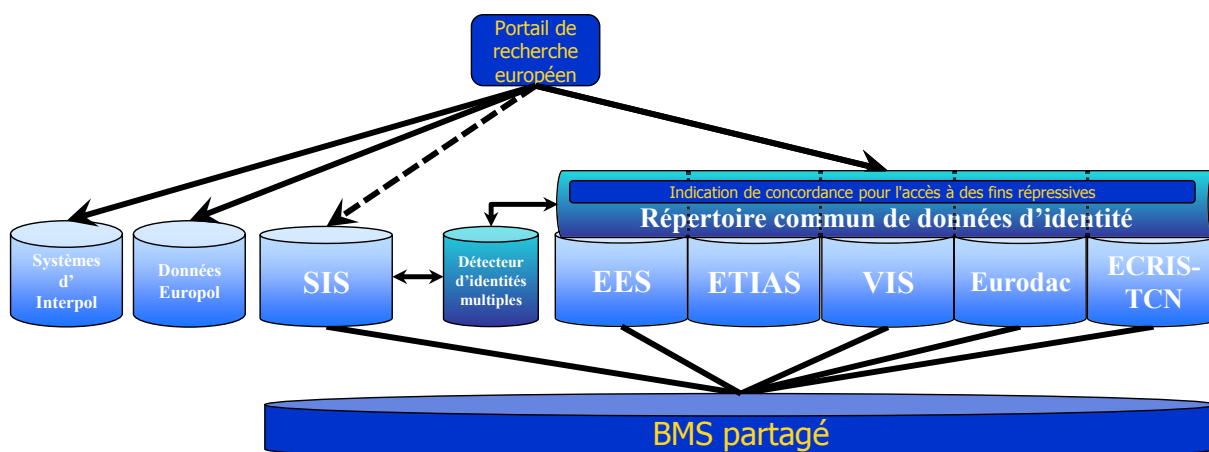 Portail de
recherche
européen
Indication de concordance pour l'accès à des fins répressives
Répertoire commun de données d’identité
Systèmes
d’
Interpol
Données
Europol
SIS
Détecteur
d’identités
multiples
EES
ETIAS
VIS
Eurodac
ECRIS-
TCN
BMS partagé